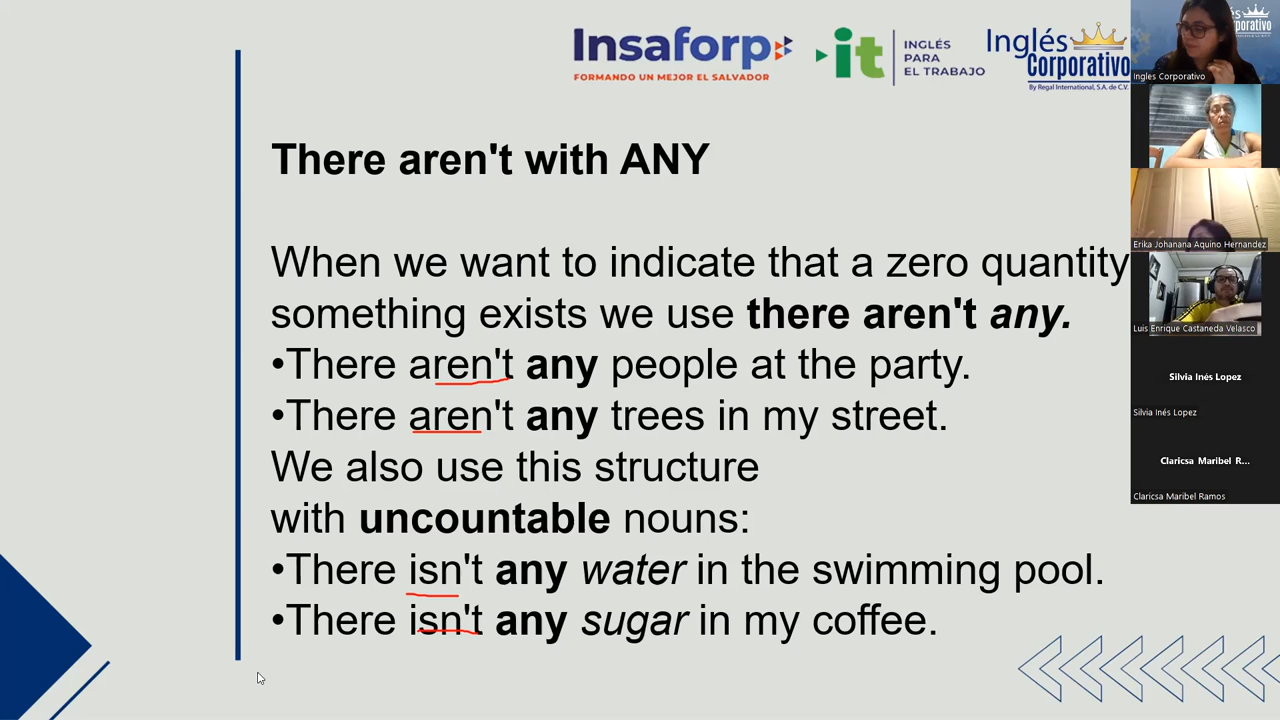 Insaforp
FORMANDO UN MEJOR EL SALVADOR
it
INGLÉS
PARA
EL TRABAJO
Inglés
Corporativo
By Regal International, S.A. de C.V.
There aren't with ANY
When we want to indicate that a zero quantity
something exists we use there aren't any.
•There aren't any people at the party.
•There aren't any trees in my street.
We also use this structure
with uncountable nouns:
•There isn't any water in the swimming pool.
•There isn't any sugar in my coffee.
Ingles Corporativo
Erika Johanana Aquino Hernandez
Luis Enrique Castaneda Velasco
Silvia Inés Lopez
Silvia Inés Lopez
Claricsa Maribel R...
Claricsa Maribel Ramos